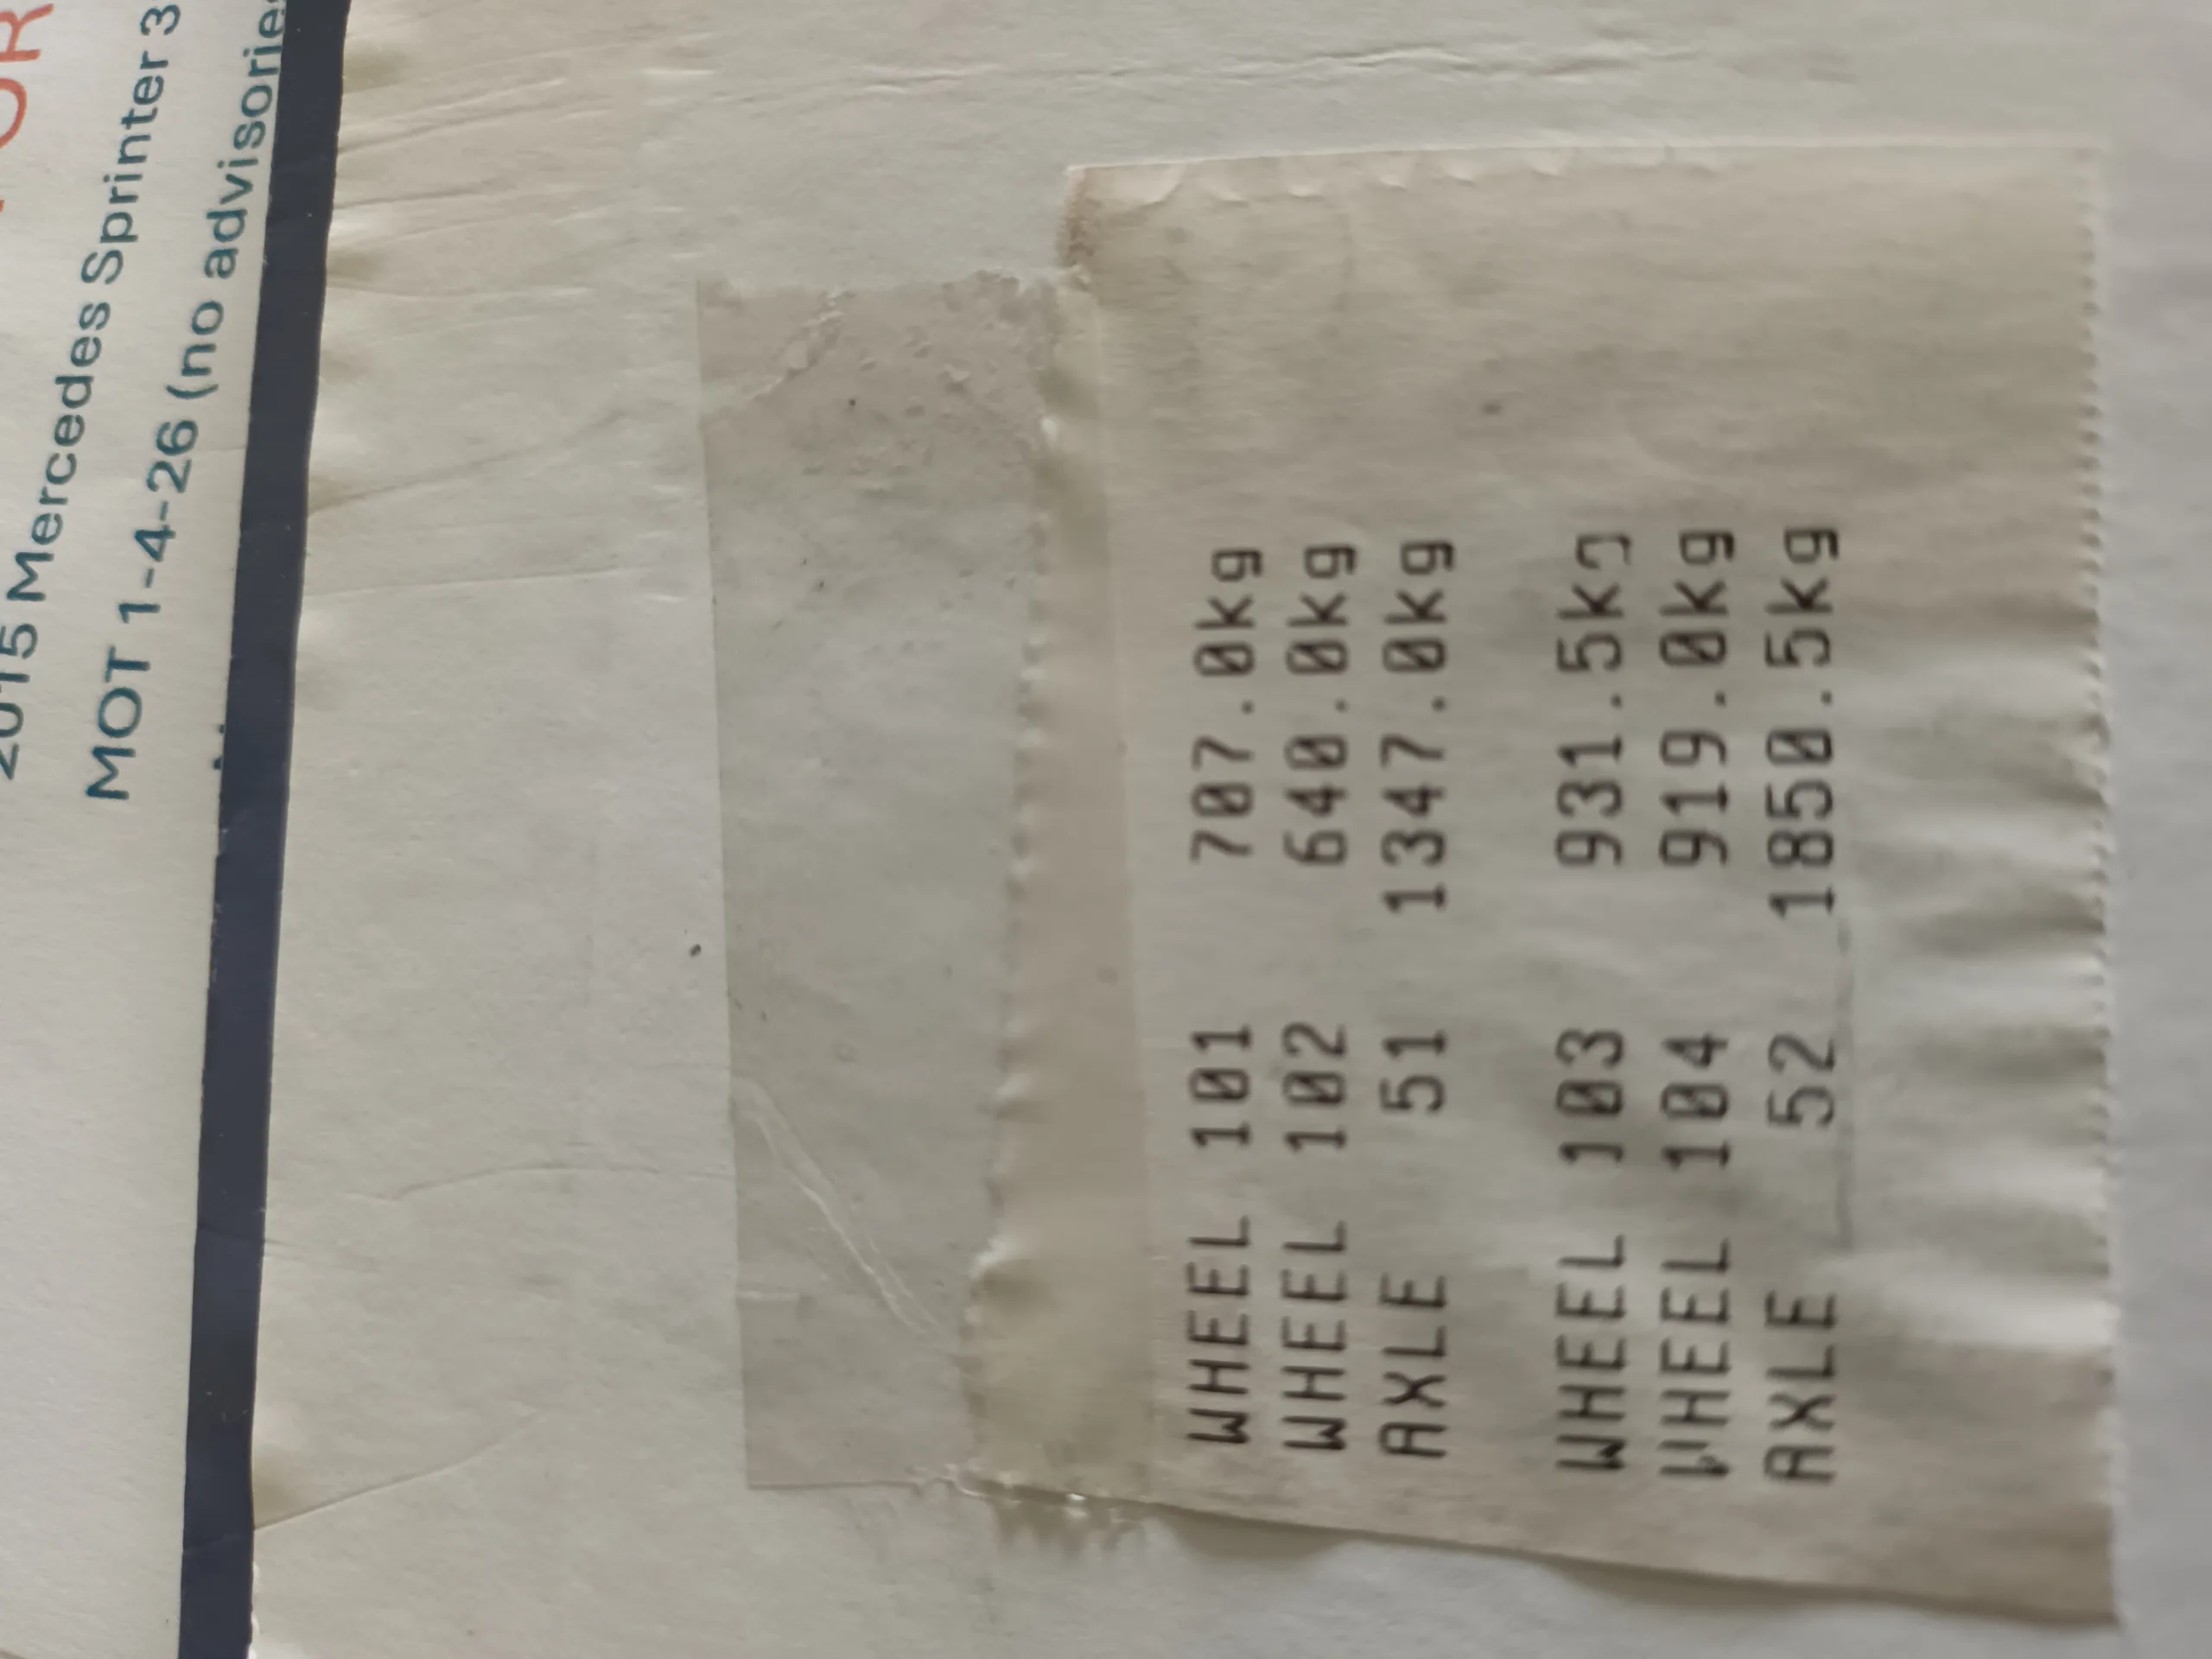 2015 Mercedes Sprinter 3
MOT 1-4-26 (no advisories
WHEEL 101 707.0kg
WHEEL 102 640.0kg
AXLE 51 1347.0kg
WHEEL 103 931.5kg
WHEEL 104 919.0kg
AXLE 52 1850.5kg